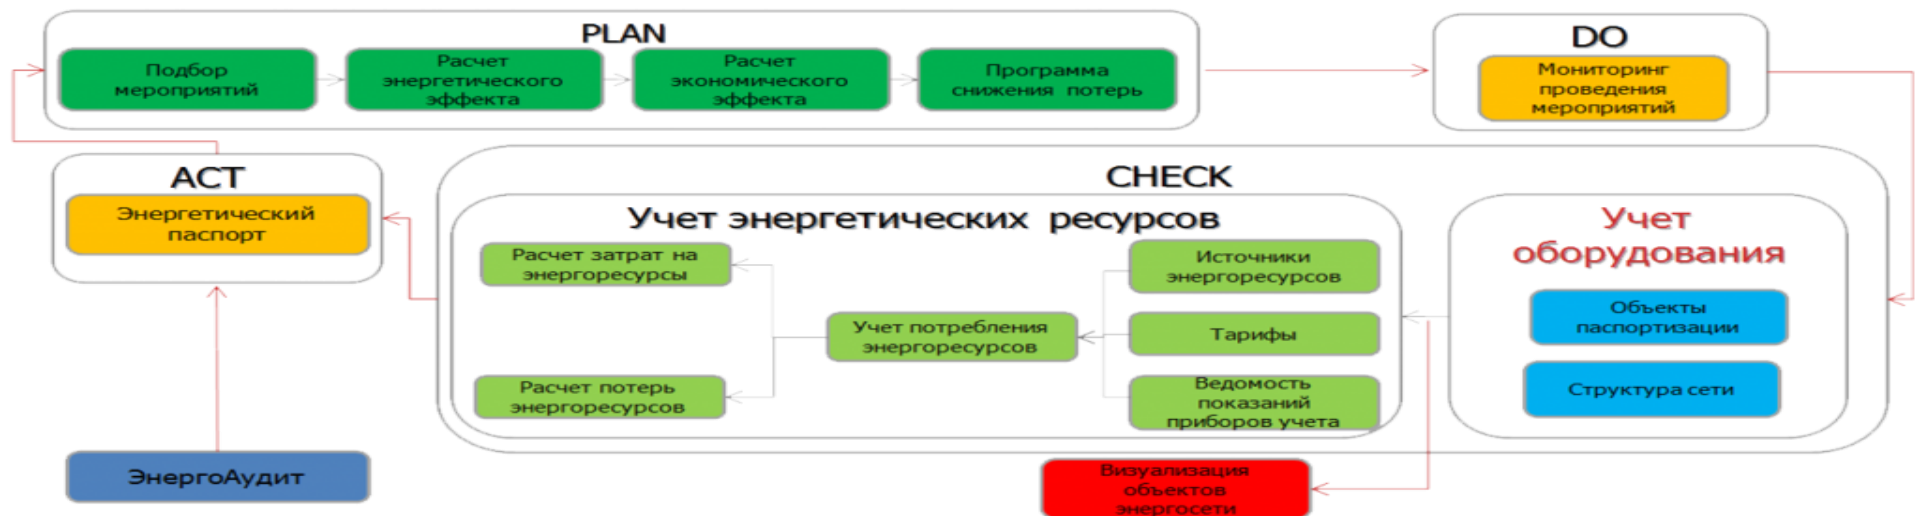 PLAN
Подбор
мероприятий
Расчет
энергетического
эффекта
Расчет
экономического
эффекта
Программа
снижения потерь
DO
Мониторинг
проведения
мероприятий
ACT
Энергетический
паспорт
CHECK
Учет энергетических ресурсов
Расчет затрат на
энергоресурсы
Расчет потерь
энергоресурсов
Учет потребления
энергоресурсов
Источники
энергоресурсов
Тарифы
Ведомость
показаний
приборов учета
Учет
оборудования
Объекты
паспортизации
Структура сети
ЭнергоАудит
Визуализация
объектов
энергосети